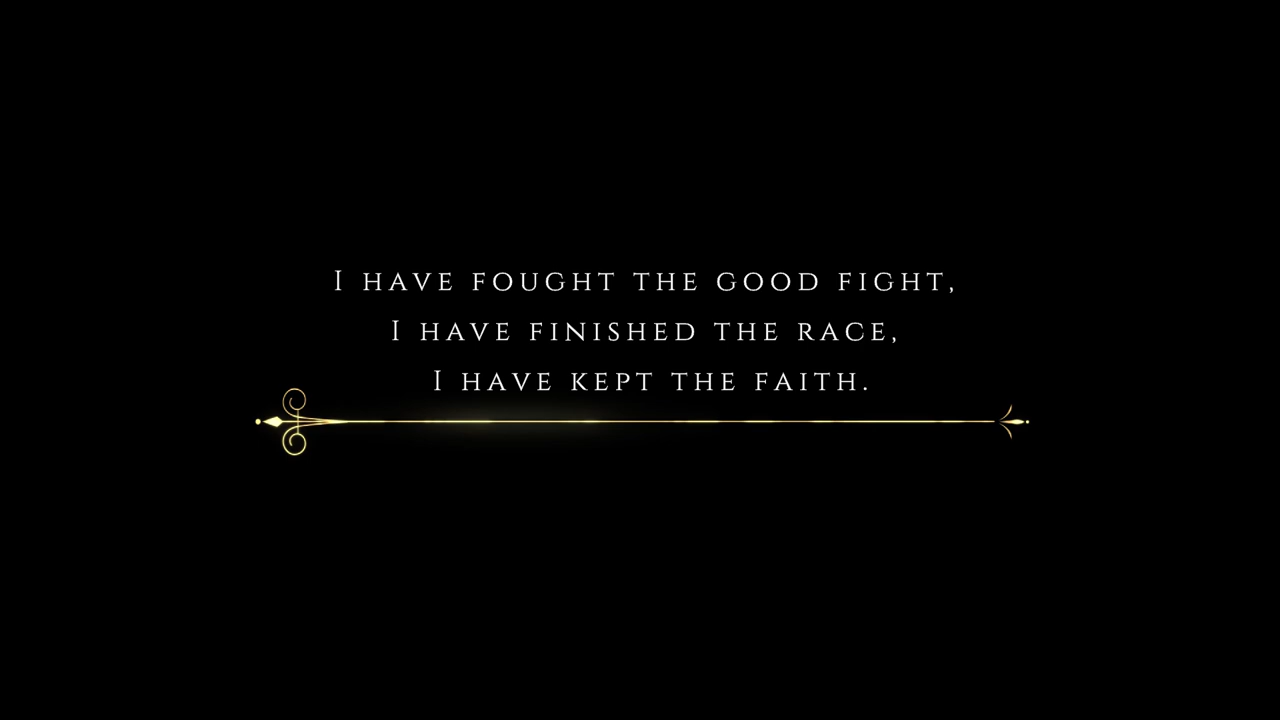 I HAVE FOUGHT THE GOOD FIGHT,
I HAVE FINISHED THE RACE,
I HAVE KEPT THE FAITH.